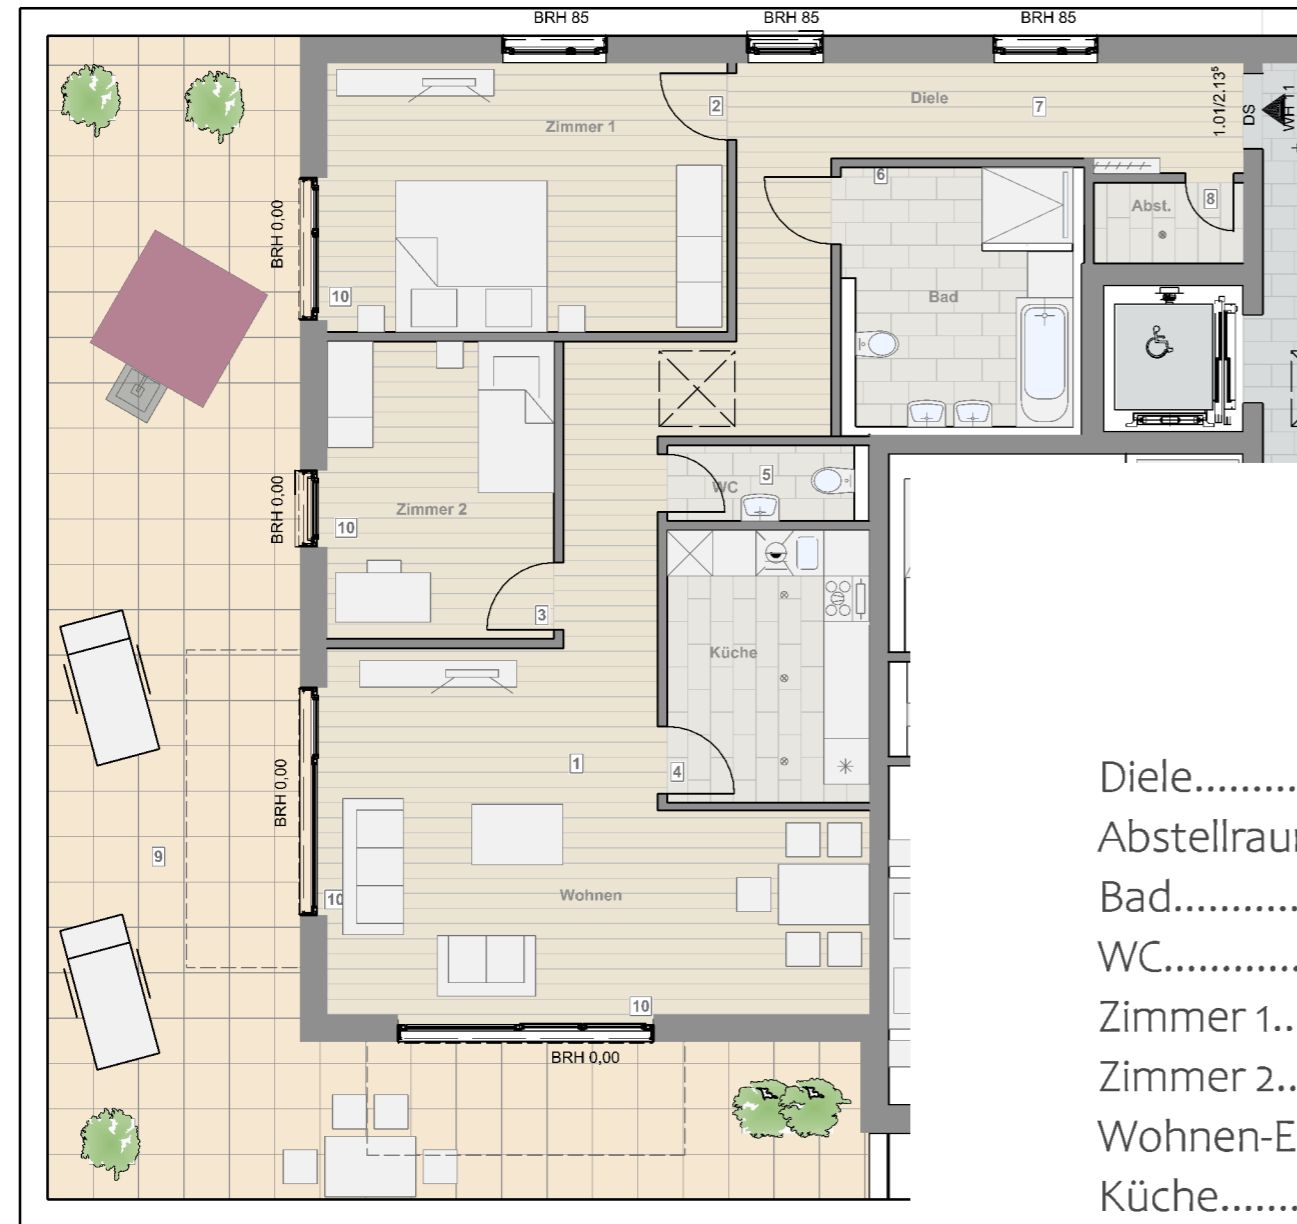 BRH 85
BRH 85
BRH 85
Zimmer 1
2
Diele
7
1.01/2.13⁵
DS
WH 11
6
Abst.
8
BRH 0,00
10
Bad
BRH 0,00
Zimmer 2
10
WC
5
3
Küche
4
1
BRH 0,00
9
10
Wohnen
10
BRH 0,00
Diele..........
Bad............
WC.............
Zimmer 1..
Zimmer 2..
Wohnen-E
Küche.......